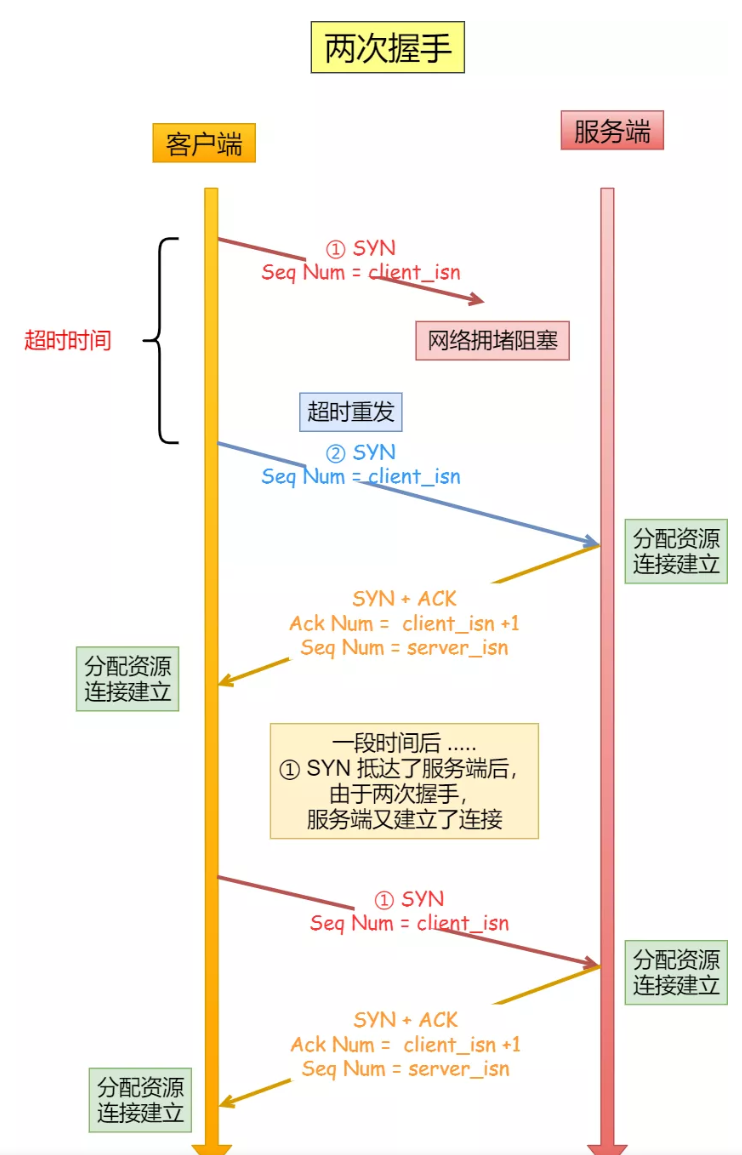 两次握手
客户端
服务端
① SYN
Seq Num = client_isn
超时时间
网络拥堵阻塞
超时重发
② SYN
Seq Num = client_isn
分配资源
连接建立
SYN + ACK
Ack Num =  client_isn +1
Seq Num = server_isn
分配资源
连接建立
一段时间后 .....
① SYN 抵达了服务端后，
由于两次握手，
服务端又建立了连接
① SYN
Seq Num = client_isn
分配资源
连接建立
SYN + ACK
Ack Num =  client_isn +1
Seq Num = server_isn
分配资源
连接建立